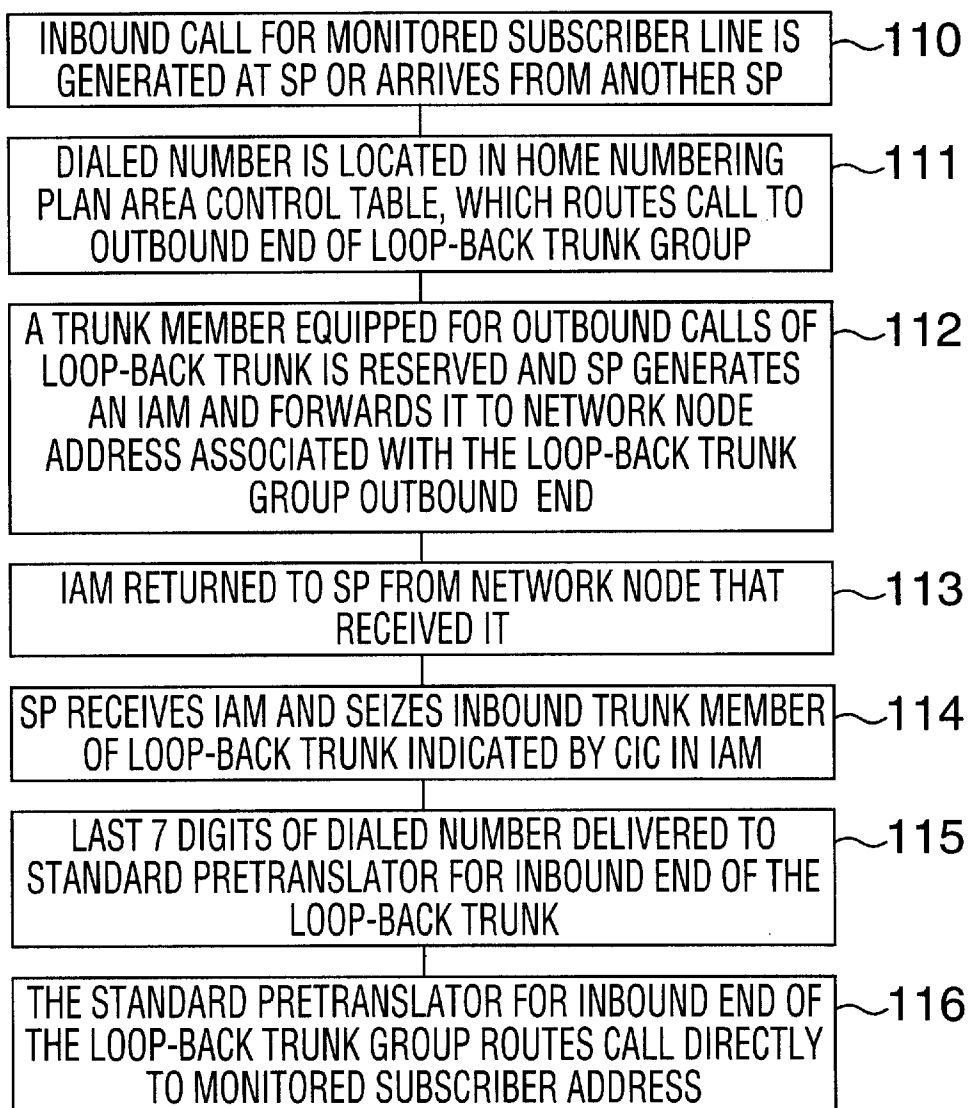 INBOUND CALL FOR MONITORED SUBSCRIBER LINE IS
GENERATED AT SP OR ARRIVES FROM ANOTHER SP
110
DIALED NUMBER IS LOCATED IN HOME NUMBERING
PLAN AREA CONTROL TABLE, WHICH ROUTES CALL TO
OUTBOUND END OF LOOP-BACK TRUNK GROUP
111
A TRUNK MEMBER EQUIPPED FOR OUTBOUND CALLS OF
LOOP-BACK TRUNK IS RESERVED AND SP GENERATES
AN IAM AND FORWARDS IT TO NETWORK NODE
ADDRESS ASSOCIATED WITH THE LOOP-BACK TRUNK
GROUP OUTBOUND END
112
IAM RETURNED TO SP FROM NETWORK NODE THAT
RECEIVED IT
113
SP RECEIVES IAM AND SEIZES INBOUND TRUNK MEMBER
OF LOOP-BACK TRUNK INDICATED BY CIC IN IAM
114
LAST 7 DIGITS OF DIALED NUMBER DELIVERED TO
STANDARD PRETRANSLATOR FOR INBOUND END OF THE
LOOP-BACK TRUNK
115
THE STANDARD PRETRANSLATOR FOR INBOUND END OF
THE LOOP-BACK TRUNK GROUP ROUTES CALL DIRECTLY
TO MONITORED SUBSCRIBER ADDRESS
116